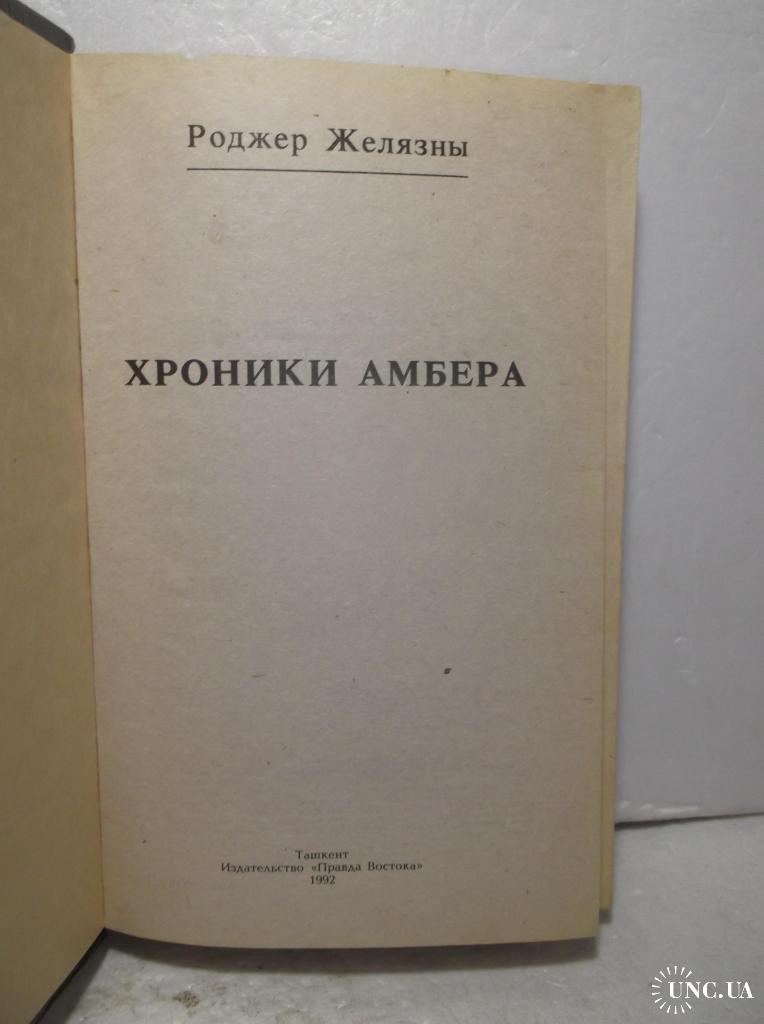 Роджер Желязны
ХРОНИКИ АМБЕРА
Ташкент
Издательство «Правда Востока»
1992
UNC.UA